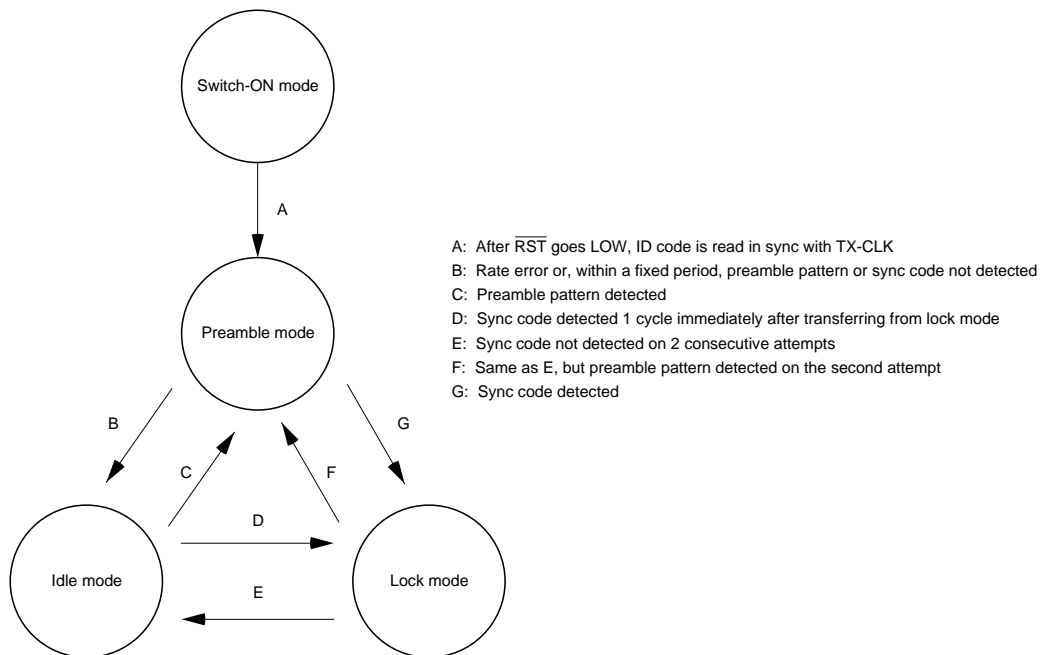 Switch-ON mode
A
Preamble mode
A: After RST goes LOW, ID code is read in sync with TX-CLK
B: Rate error or, within a fixed period, preamble pattern or sync code not detected
C: Preamble pattern detected
D: Sync code detected 1 cycle immediately after transferring from lock mode
E: Sync code not detected on 2 consecutive attempts
F: Same as E, but preamble pattern detected on the second attempt
G: Sync code detected
B
G
C
F
D
Idle mode
Lock mode
E